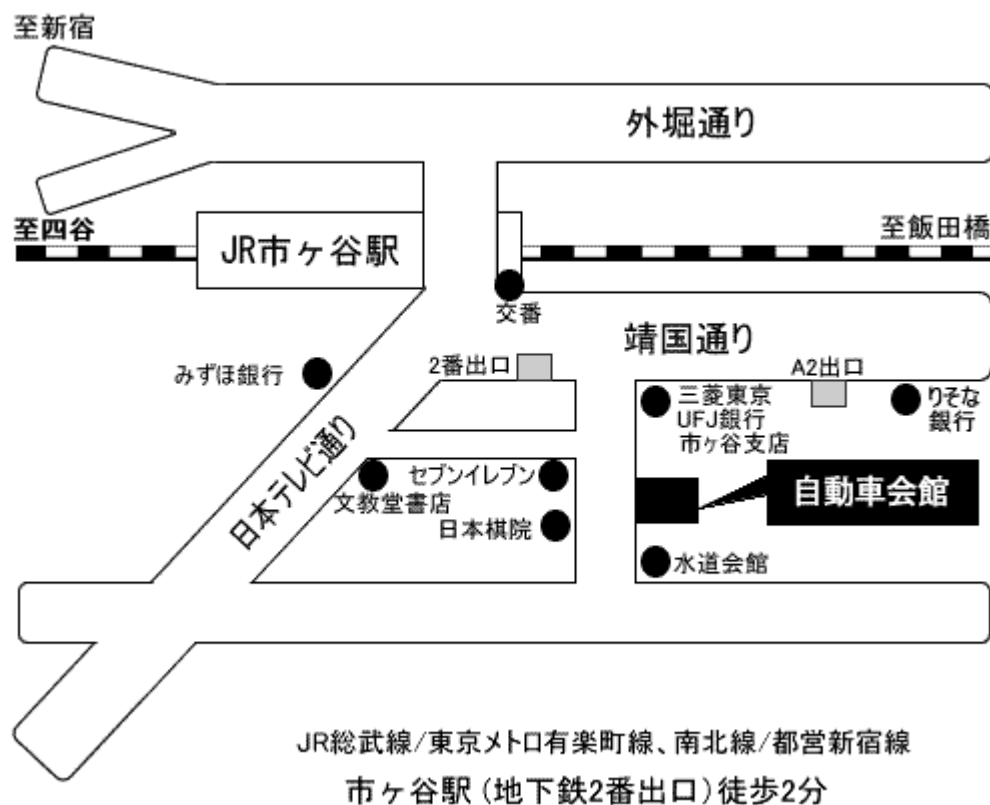 至新宿
外堀通り
至四谷
JR市ヶ谷駅
至飯田橋
交番
靖国通り
2番出口
A2出口
みずほ銀行
三菱東京
UFJ銀行
市ヶ谷支店
りそな
銀行
日本テレビ通り
セブンイレブン
文教堂書店
自動車会館
日本棋院
水道会館
JR総武線/東京メトロ有楽町線、南北線/都営新宿線
市ヶ谷駅(地下鉄2番出口)徒歩2分